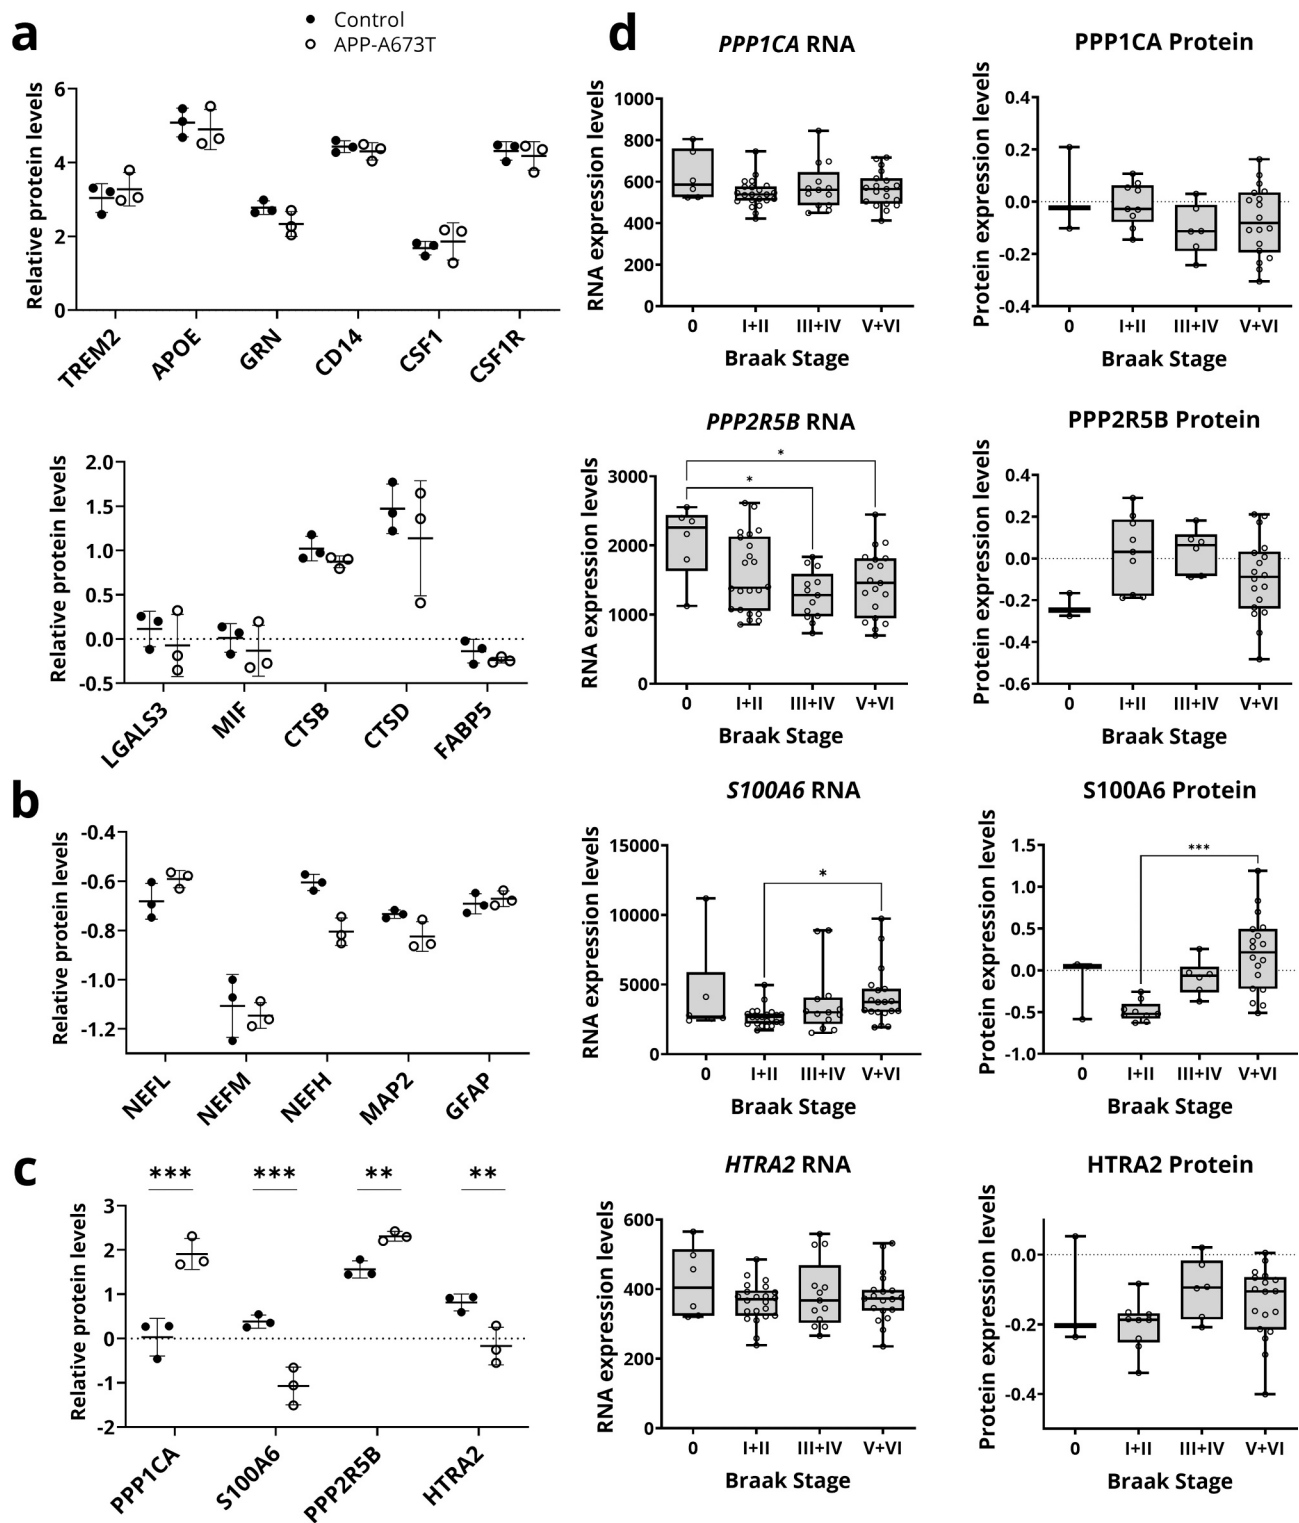 a
Control
APP-A673T
Relative protein levels
6
4
2
0
TREM2
APOE
GRN
CD14
CSF1
CSF1R
Relative protein levels
2.0
1.5
1.0
0.5
0.0
-0.5
LGALS3
MIF
CTSB
CTSD
FABP5
b
Relative protein levels
-0.4
-0.6
-0.8
-1.0
-1.2
NEFL
NEFM
NEFH
MAP2
GFAP
c
*** *** ** **
Relative protein levels
3
2
1
0
-1
-2
PPP1CA
S100A6
PPP2R5B
HTRA2
d
PPP1CA RNA
RNA expression levels
1000
800
600
400
200
0
0 I+II III+IV V+VI
Braak Stage
PPP1CA Protein
Protein expression levels
0.4
0.2
0.0
-0.2
-0.4
0 I+II III+IV V+VI
Braak Stage
PPP2R5B RNA
*
*
RNA expression levels
3000
2000
1000
0
0 I+II III+IV V+VI
Braak Stage
PPP2R5B Protein
Protein expression levels
0.4
0.2
0.0
-0.2
-0.4
-0.6
0 I+II III+IV V+VI
Braak Stage
S100A6 RNA
*
RNA expression levels
15000
10000
5000
0
0 I+II III+IV V+VI
Braak Stage
S100A6 Protein
***
Protein expression levels
1.5
1.0
0.5
0.0
-0.5
-1.0
0 I+II III+IV V+VI
Braak Stage
HTRA2 RNA
RNA expression levels
600
400
200
0
0 I+II III+IV V+VI
Braak Stage
HTRA2 Protein
Protein expression levels
0.0
-0.2
-0.4
0 I+II III+IV V+VI
Braak Stage